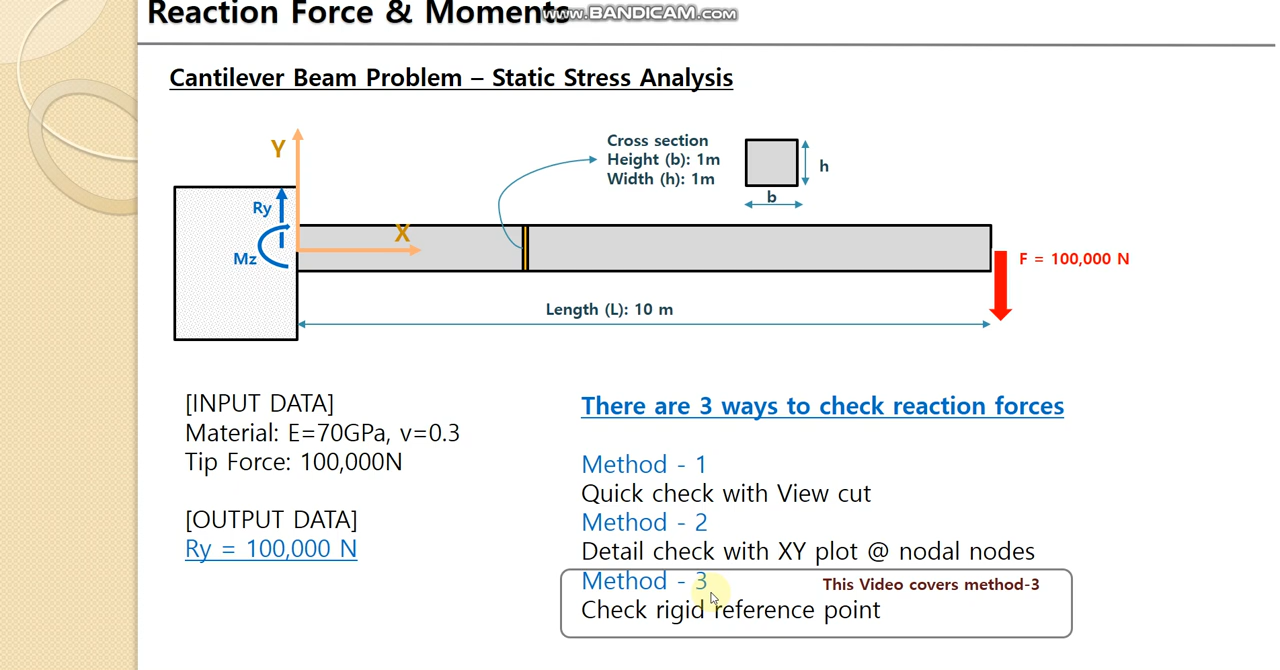 Reaction Force & Moments
www.BANDICAM.com
Cantilever Beam Problem – Static Stress Analysis
Y
Cross section
Height (b): 1m
Width (h): 1m
h
b
Ry
X
Mz
F = 100,000 N
Length (L): 10 m
[INPUT DATA]
Material: E=70GPa, v=0.3
Tip Force: 100,000N
[OUTPUT DATA]
Ry = 100,000 N
There are 3 ways to check reaction forces
Method - 1
Quick check with View cut
Method - 2
Detail check with XY plot @ nodal nodes
Method - 3
This Video covers method-3
Check rigid reference point